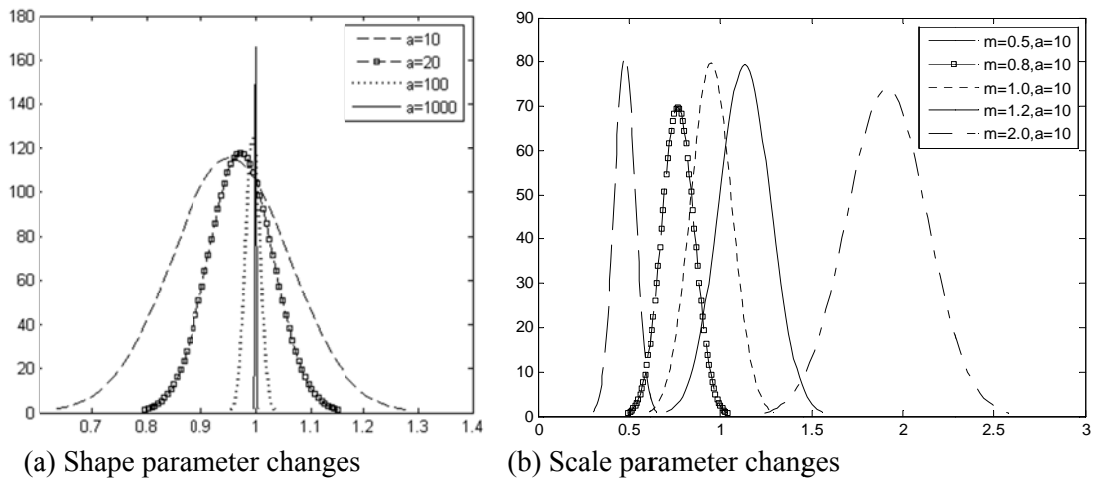 180
160
140
120
100
80
60
40
20
0
0.7 0.8 0.9 1 1.1 1.2 1.3 1.4
a=10
a=20
a=100
a=1000
(a) Shape parameter changes
90
80
70
60
50
40
30
20
10
0
0 0.5 1 1.5 2 2.5 3
m=0.5,a=10
m=0.8,a=10
m=1.0,a=10
m=1.2,a=10
m=2.0,a=10
(b) Scale parameter changes